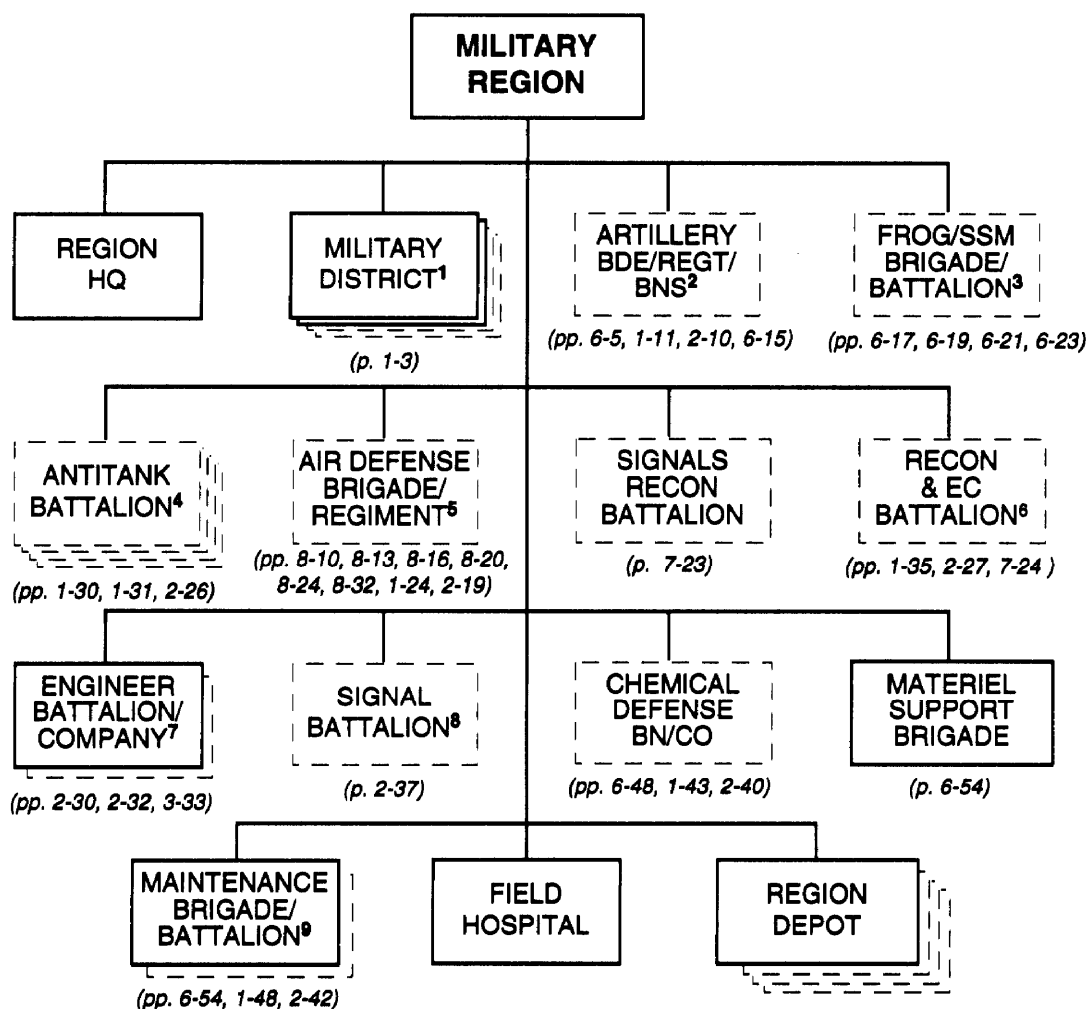 MILITARY
REGION
REGION
HQ
MILITARY
DISTRICT¹
(p. 1-3)
ARTILLERY
BDE/REGT/
BNS²
(pp. 6-5, 1-11, 2-10, 6-15)
FROG/SSM
BRIGADE/
BATTALION³
(pp. 6-17, 6-19, 6-21, 6-23)
ANTITANK
BATTALION⁴
(pp. 1-30, 1-31, 2-26)
AIR DEFENSE
BRIGADE/
REGIMENT⁵
(pp. 8-10, 8-13, 8-16, 8-20,
8-24, 8-32, 1-24, 2-19)
SIGNALS
RECON
BATTALION
(p. 7-23)
RECON
& EC
BATTALION⁶
(pp. 1-35, 2-27, 7-24 )
ENGINEER
BATTALION/
COMPANY⁷
(pp. 2-30, 2-32, 3-33)
SIGNAL
BATTALION⁸
(p. 2-37)
CHEMICAL
DEFENSE
BN/CO
(pp. 6-48, 1-43, 2-40)
MATERIEL
SUPPORT
BRIGADE
(p. 6-54)
MAINTENANCE
BRIGADE/
BATTALION⁹
(pp. 6-54, 1-48, 2-42)
FIELD
HOSPITAL
REGION
DEPOT